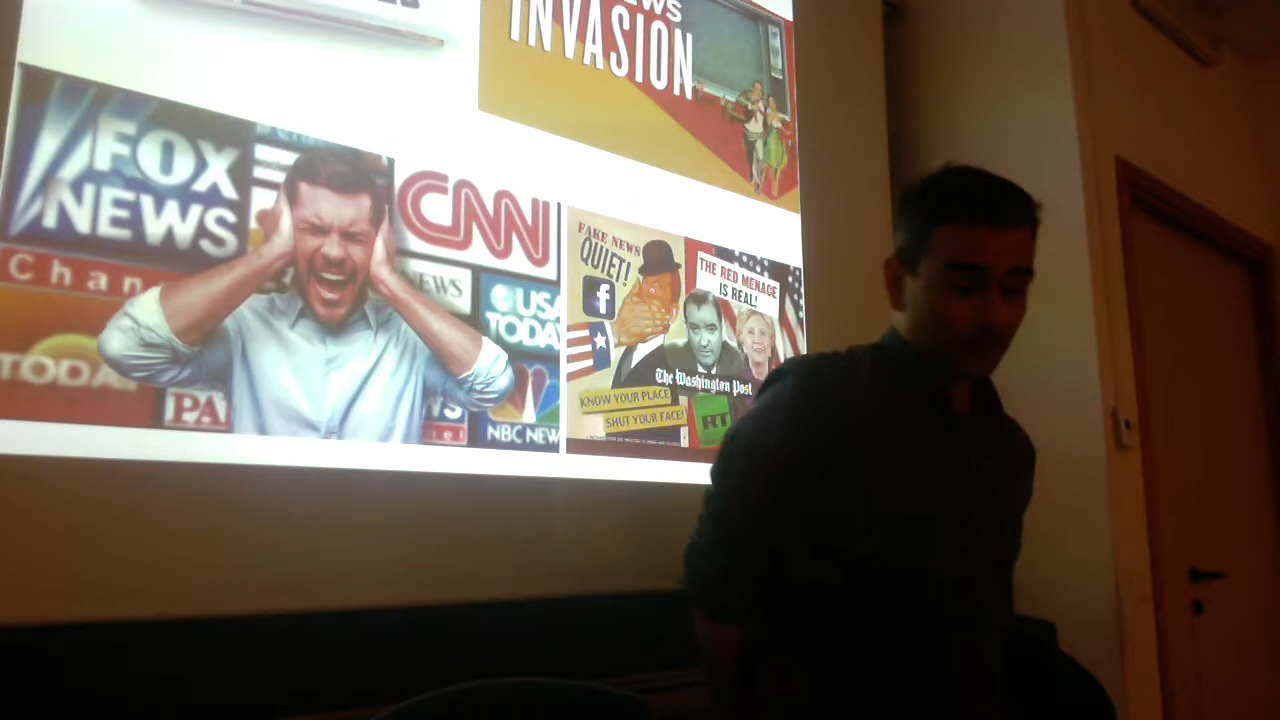 INVASION
FOX
NEWS
CNN
Chan
NEWS
USA
TODAY
TODA
PA
NBC NEW
FAKE NEWS
QUIET!
f
THE RED MENACE
IS REAL!
The Washington Post
KNOW YOUR PLACE
SHUT YOUR FACE!
RT